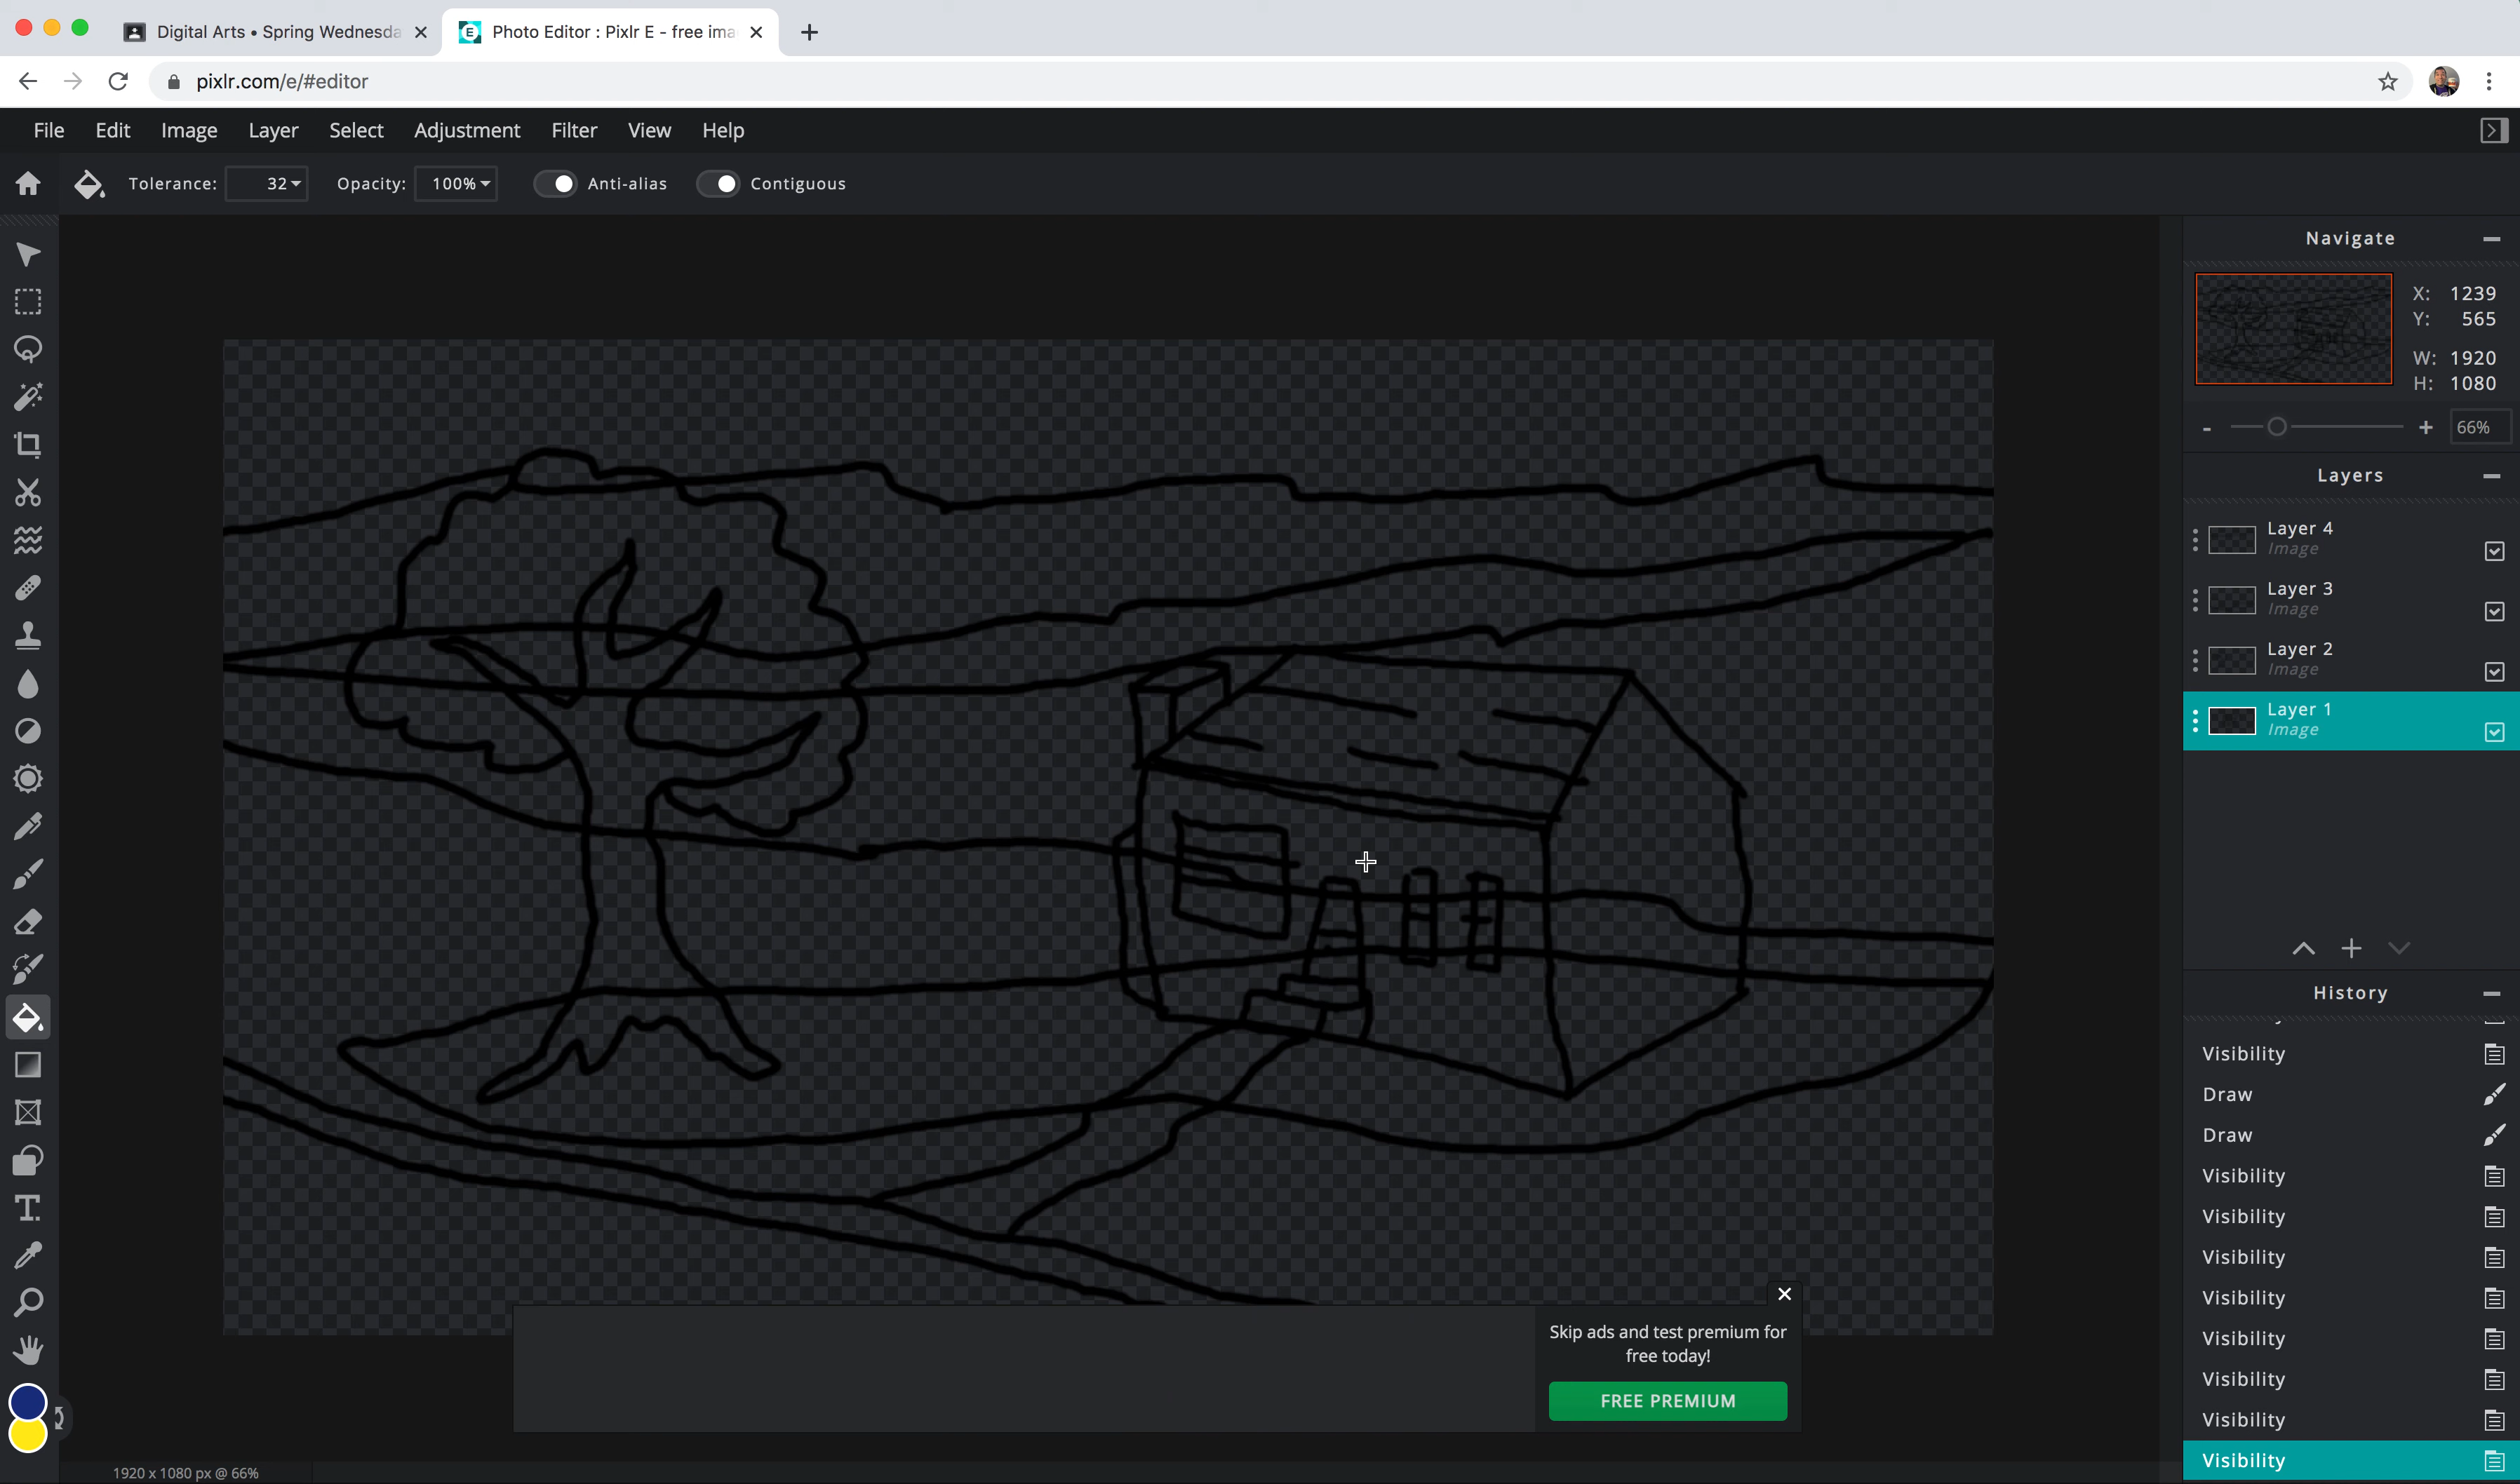 Digital Arts • Spring Wednesda
Photo Editor : Pixlr E - free ima
pixlr.com/e/#editor
File Edit Image Layer Select Adjustment Filter View Help
Tolerance: 32 Opacity: 100% Anti-alias Contiguous
Navigate
X: 1239
Y: 565
W: 1920
H: 1080
- + 66%
Layers
Layer 4
Image
Layer 3
Image
Layer 2
Image
Layer 1
Image
History
Visibility
Draw
Draw
Visibility
Visibility
Visibility
Visibility
Visibility
Visibility
Visibility
Visibility
Skip ads and test premium for
free today!
FREE PREMIUM
1920 x 1080 px @ 66%